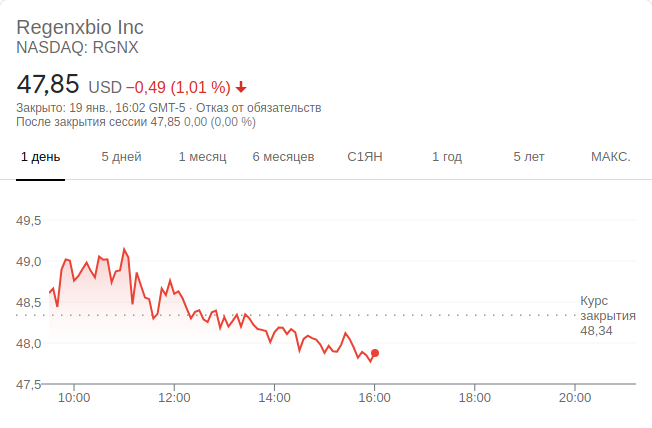 Regenxbio Inc
NASDAQ: RGNX
47,85 USD −0,49 (1,01 %)
Закрыто: 19 янв., 16:02 GMT-5 · Отказ от обязательств
После закрытия сессии 47,85 0,00 (0,00 %)
1 день 5 дней 1 месяц 6 месяцев С1ЯН 1 год 5 лет МАКС.
49,5
49,0
48,5
Курс
закрытия
48,34
48,0
47,5
10:00 12:00 14:00 16:00 18:00 20:00